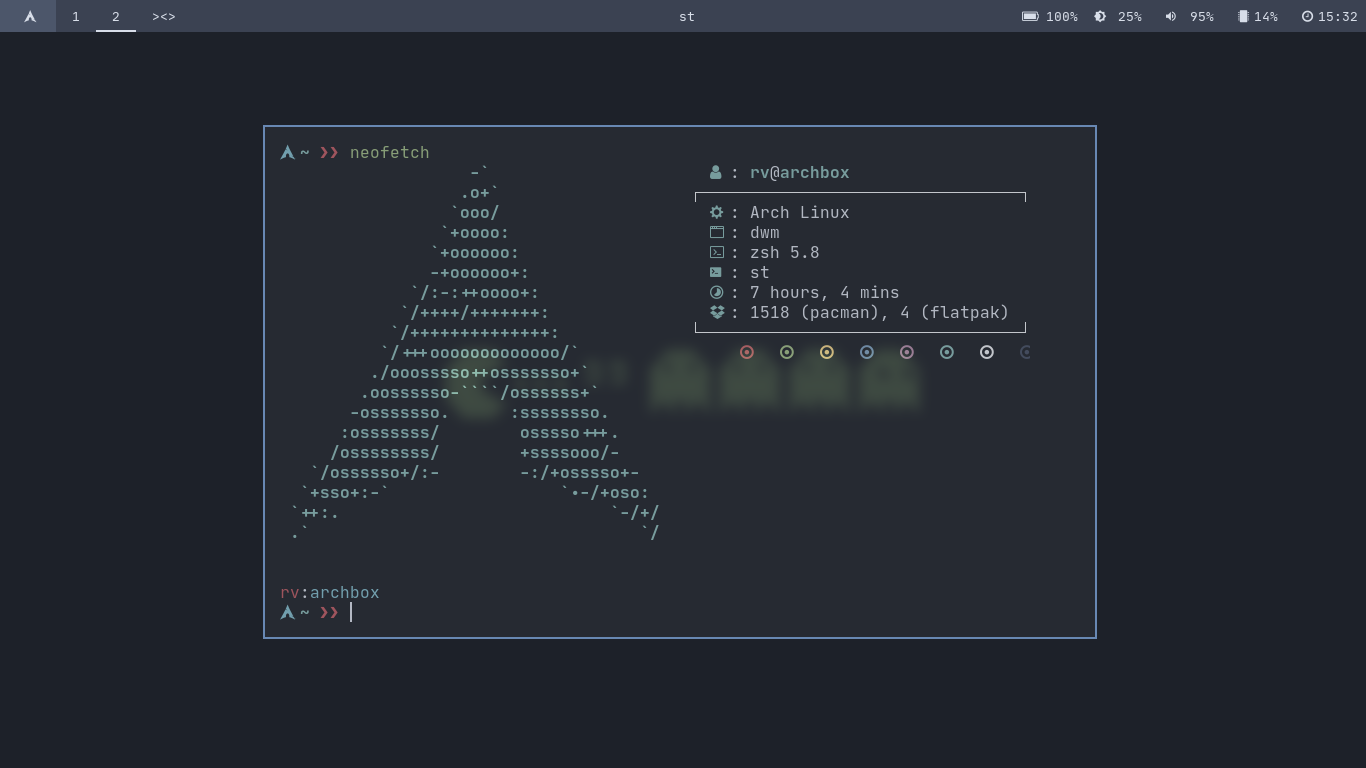 1 2 ><> st 100% 25% 95% 14% 15:32
~ ❯❯ neofetch
-`
.o+`
`ooo/
`+oooo:
`+oooooo:
-+oooooo+:
`/:-:++oooo+:
`/++++/+++++++:
`/++++++++++++++:
`/+++ooooooooooooo/`
./ooosssso++osssssso+`
.oossssso-````/ossssss+`
-osssssso. :ssssssso.
:osssssss/ osssso+++.
/ossssssss/ +ssssooo/-
`/ossssso+/:- -:/+osssso+-
`+sso+:-` `.-/+oso:
`++:. `-/+/
.` `/
: rv@archbox
: Arch Linux
: dwm
: zsh 5.8
: st
: 7 hours, 4 mins
: 1518 (pacman), 4 (flatpak)
rv:archbox
~ ❯❯